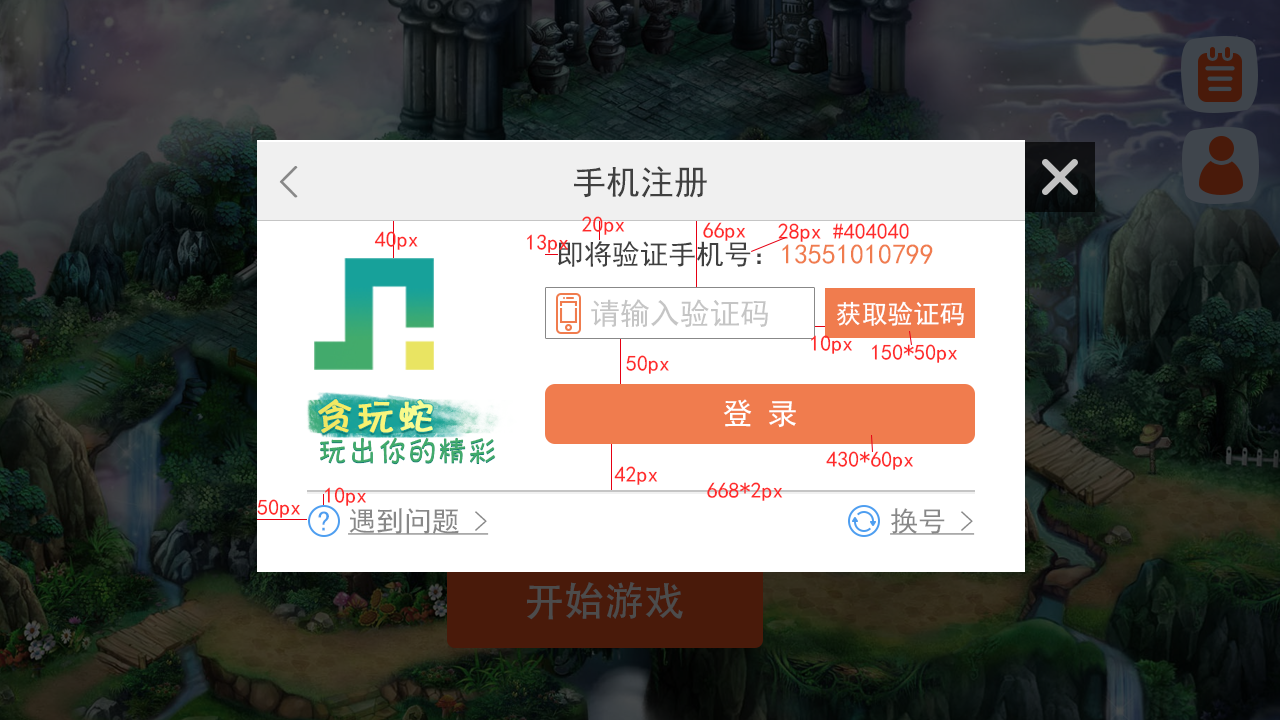 手机注册
20px
66px
28px #404040
40px
13px
即将验证手机号：13551010799
请输入验证码
获取验证码
10px
150*50px
50px
贪玩蛇
玩出你的精彩
登 录
430*60px
42px
668*2px
10px
50px
? 遇到问题 >
换号 >
开始游戏